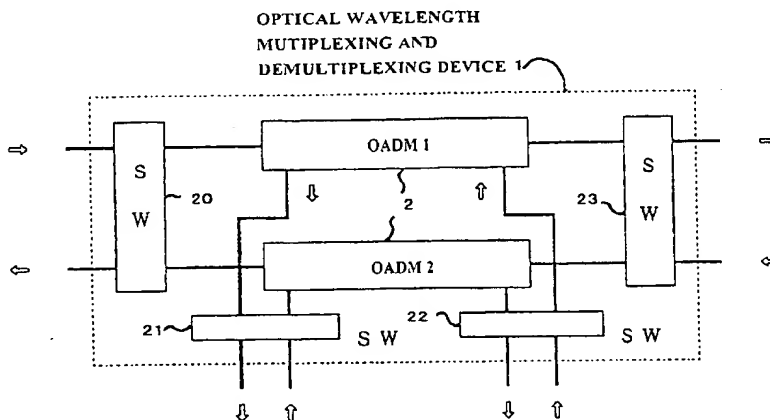 OPTICAL WAVELENGTH
MUTIPLEXING AND
DEMULTIPLEXING DEVICE 1
OADM 1
S
W
20
2
23
S
W
OADM 2
21
22
S W
S W